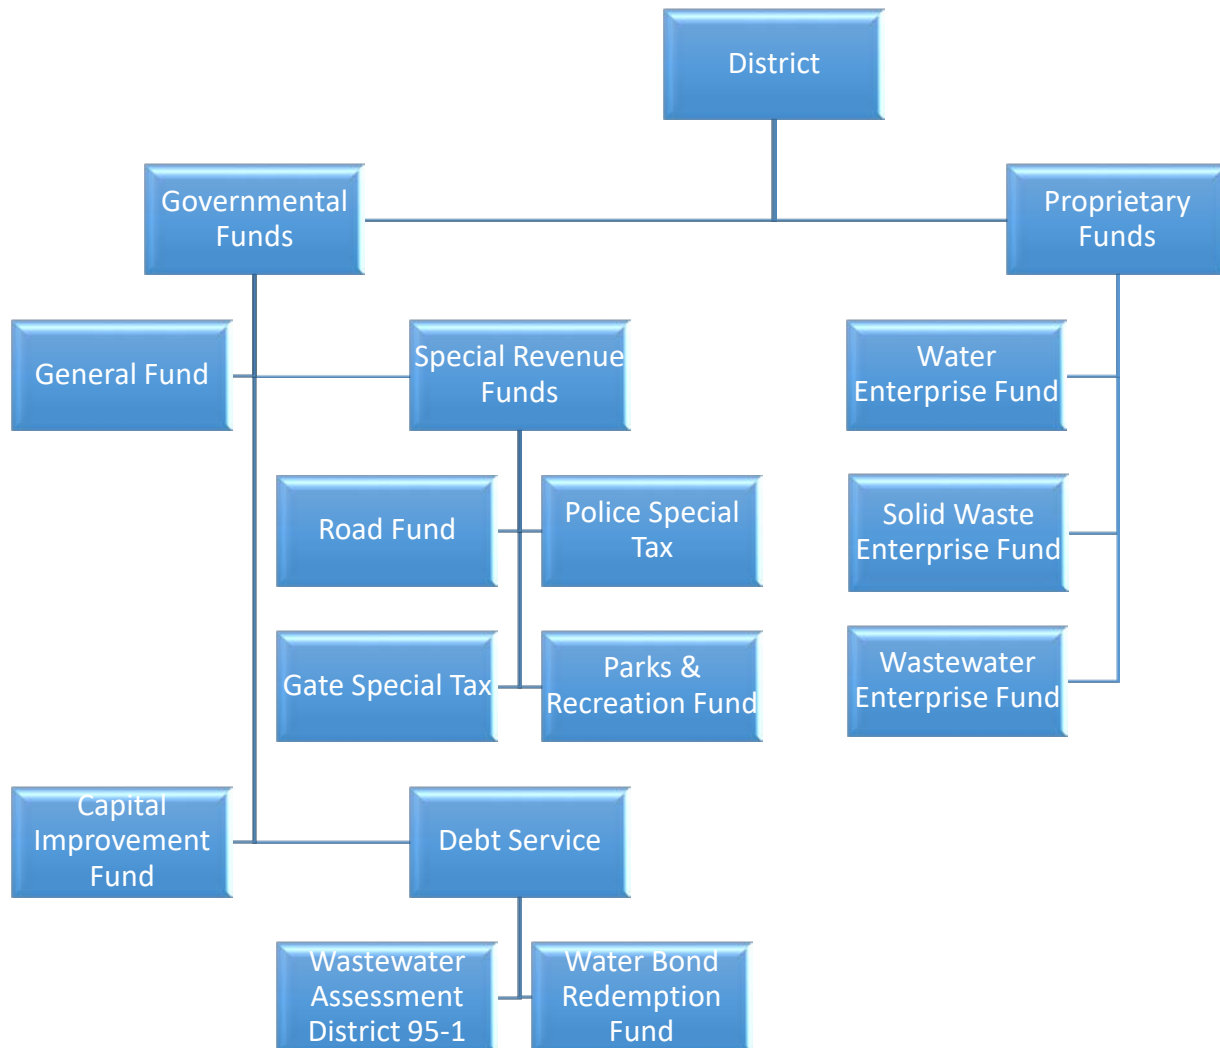 District
Governmental
Funds
Proprietary
Funds
General Fund
Special Revenue
Funds
Water
Enterprise Fund
Road Fund
Police Special
Tax
Solid Waste
Enterprise Fund
Gate Special Tax
Parks &
Recreation Fund
Wastewater
Enterprise Fund
Capital
Improvement
Fund
Debt Service
Wastewater
Assessment
District 95-1
Water Bond
Redemption
Fund